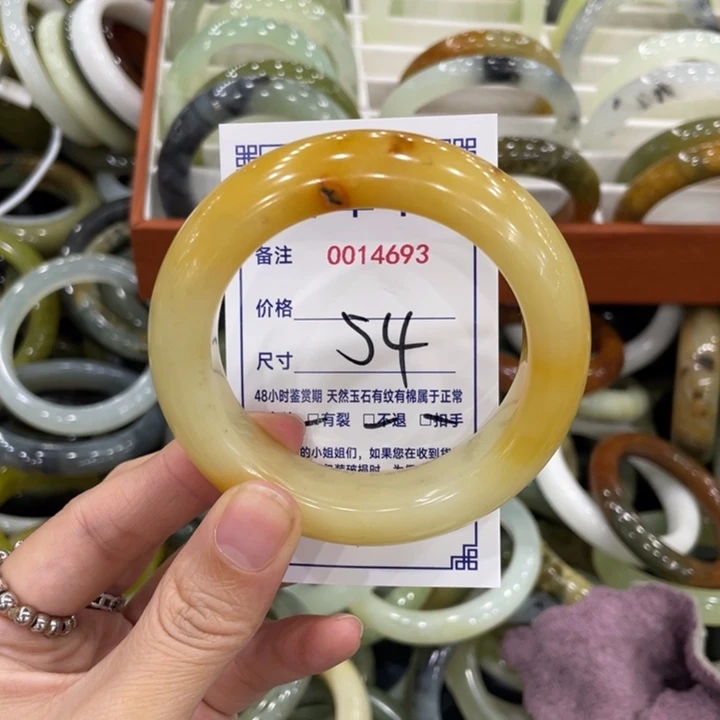 备注 0014693
价格
尺寸 54
48小时鉴赏期 天然玉石有纹有棉属于正常
□有裂 □不退 □扣手
的小姐姐们，如果您在收到货